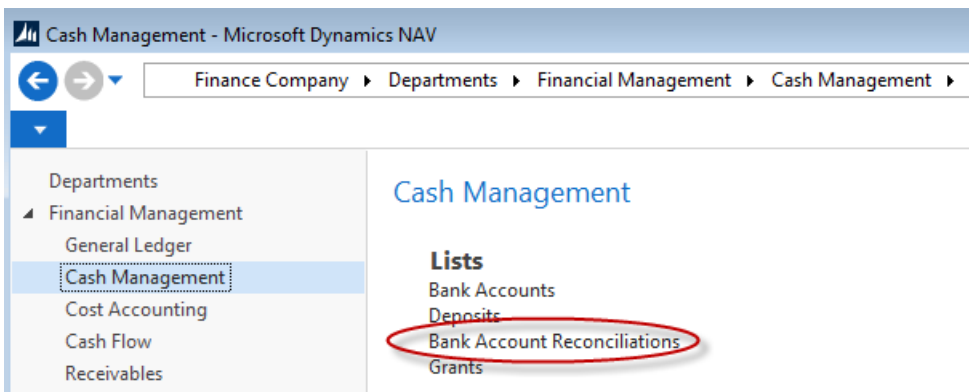 Cash Management - Microsoft Dynamics NAV
Finance Company Departments Financial Management Cash Management
Departments
Financial Management
General Ledger
Cash Management
Cost Accounting
Cash Flow
Receivables
Cash Management
Lists
Bank Accounts
Deposits
Bank Account Reconciliations
Grants